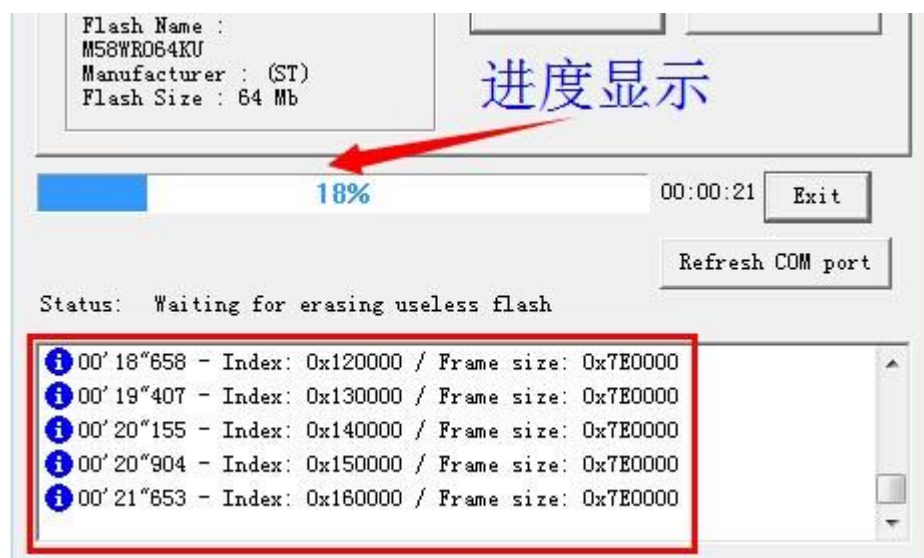 Flash Name :
M58WR064KU
Manufacturer : (ST)
Flash Size : 64 Mb
进度显示
18%
00:00:21
Exit
Refresh COM port
Status: Waiting for erasing useless flash
00'18"658 - Index: 0x120000 / Frame size: 0x7E0000
00'19"407 - Index: 0x130000 / Frame size: 0x7E0000
00'20"155 - Index: 0x140000 / Frame size: 0x7E0000
00'20"904 - Index: 0x150000 / Frame size: 0x7E0000
00'21"653 - Index: 0x160000 / Frame size: 0x7E0000